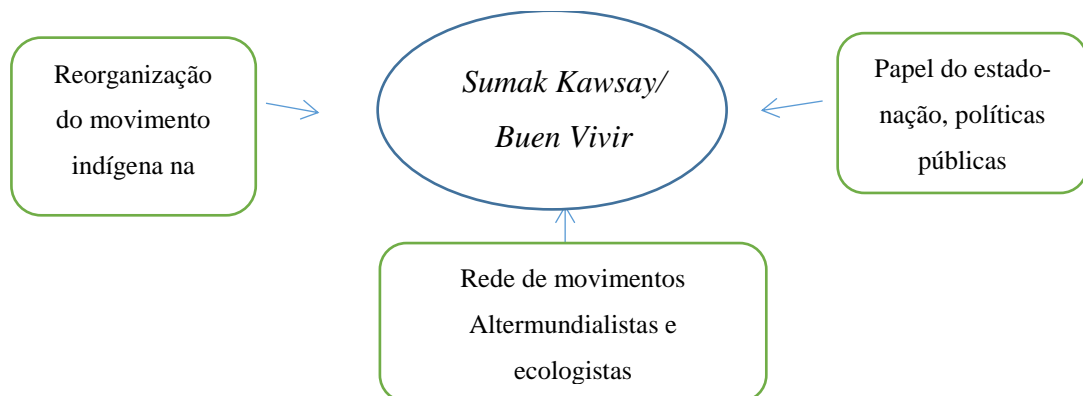 Reorganização
do movimento
indígena na
Sumak Kawsay/
Buen Vivir
Papel do estado-
nação, políticas
públicas
Rede de movimentos
Altermundialistas e
ecologistas